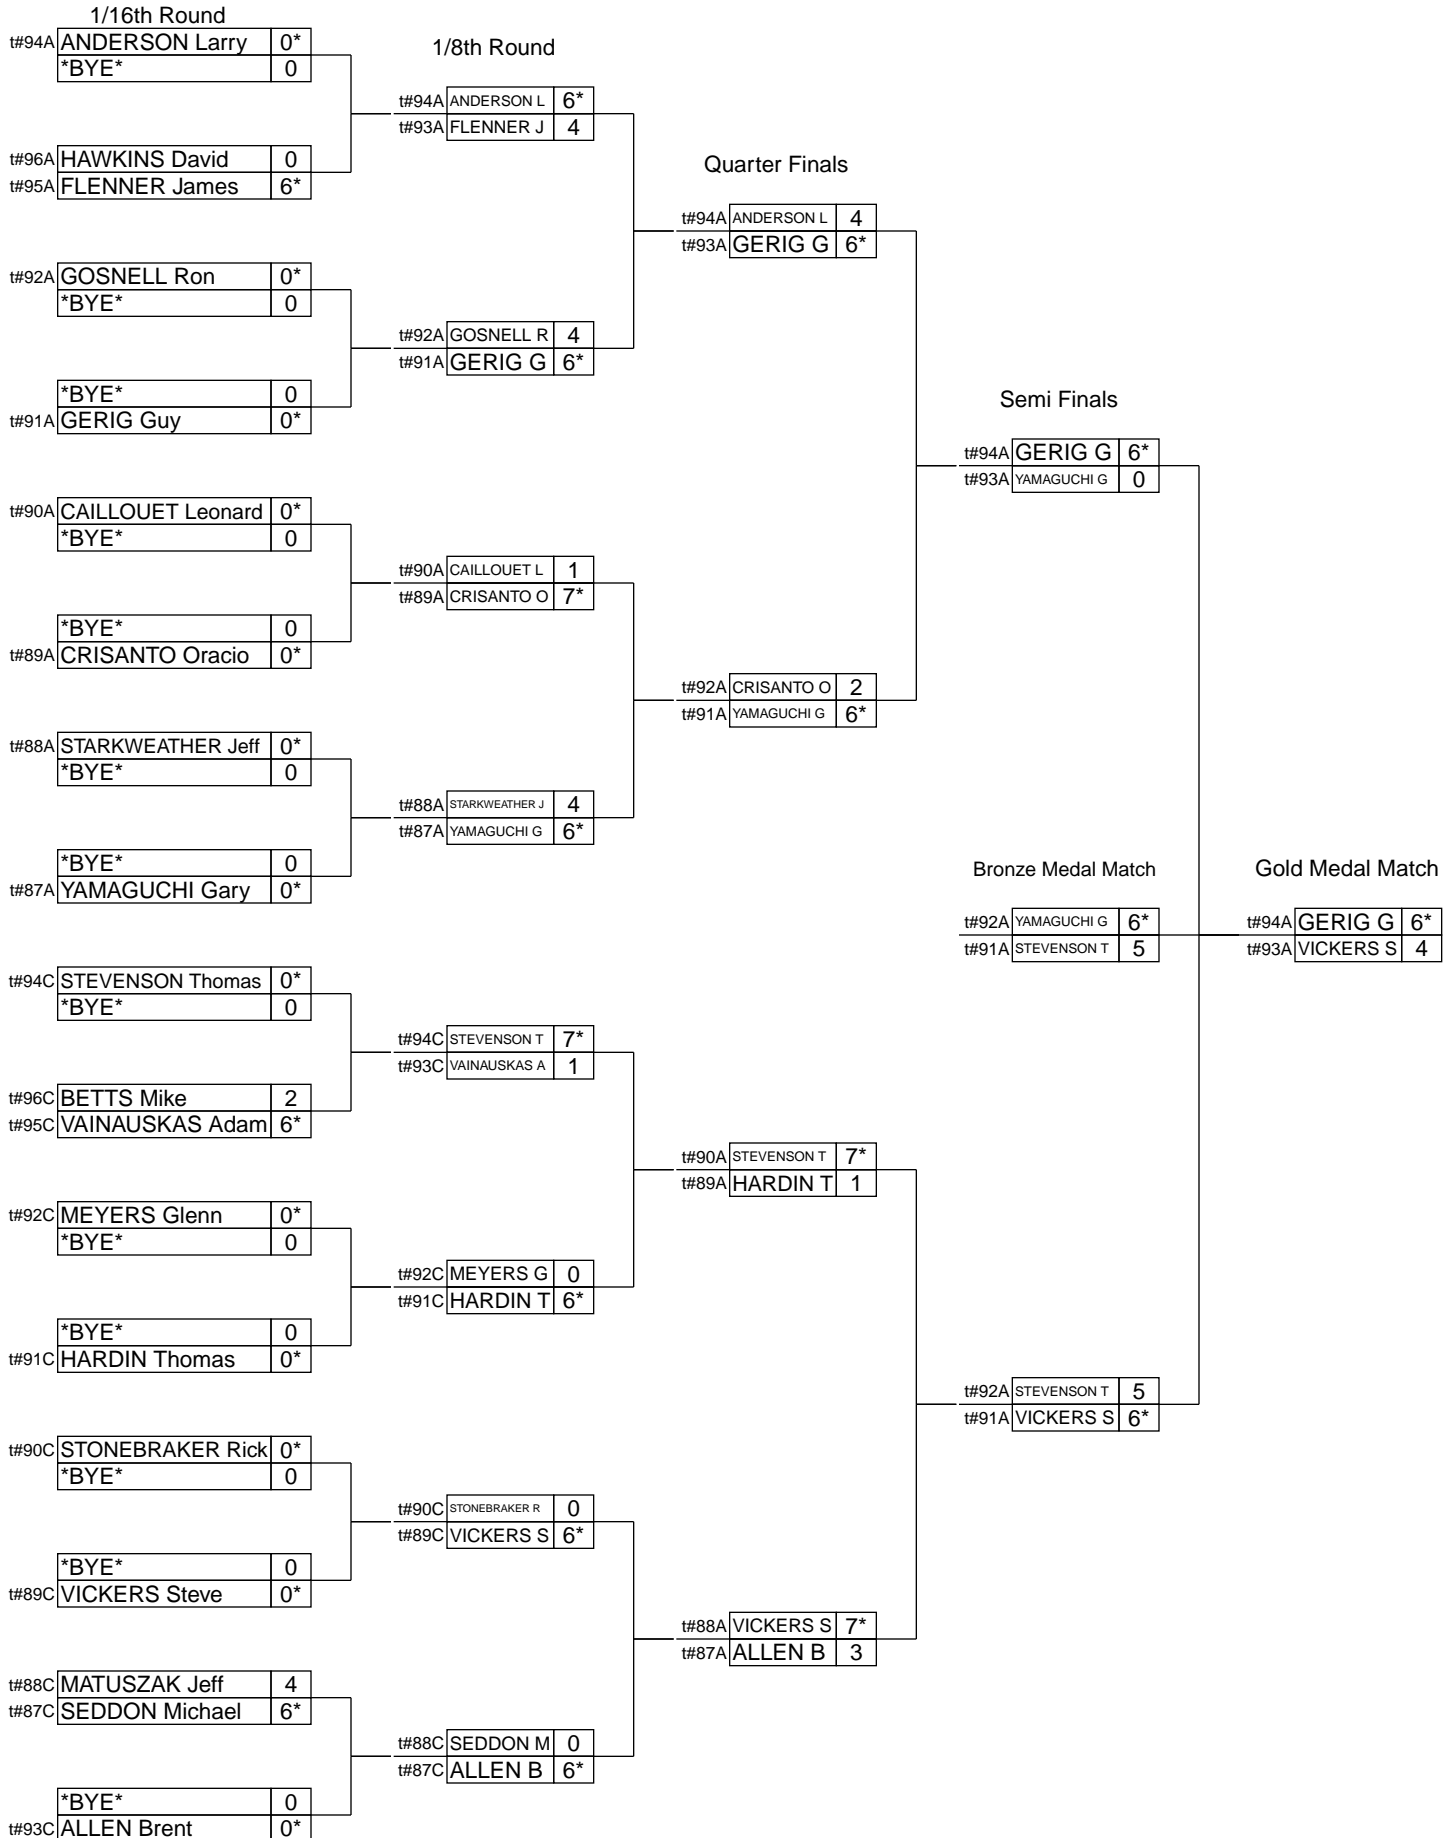 1/16th Round
t#94A ANDERSON Larry 0*
*BYE* 0
t#96A HAWKINS David 0
t#95A FLENNER James 6*
t#92A GOSNELL Ron 0*
*BYE* 0
*BYE* 0
t#91A GERIG Guy 0*
t#90A CAILLOUET Leonard 0*
*BYE* 0
*BYE* 0
t#89A CRISANTO Oracio 0*
t#88A STARKWEATHER Jeff 0*
*BYE* 0
*BYE* 0
t#87A YAMAGUCHI Gary 0*
t#94C STEVENSON Thomas 0*
*BYE* 0
t#96C BETTS Mike 2
t#95C VAINAUSKAS Adam 6*
t#92C MEYERS Glenn 0*
*BYE* 0
*BYE* 0
t#91C HARDIN Thomas 0*
t#90C STONEBRAKER Rick 0*
*BYE* 0
*BYE* 0
t#89C VICKERS Steve 0*
t#88C MATUSZAK Jeff 4
t#87C SEDDON Michael 6*
*BYE* 0
t#93C ALLEN Brent 0*
1/8th Round
t#94A ANDERSON L 6*
t#93A FLENNER J 4
t#92A GOSNELL R 4
t#91A GERIG G 6*
t#90A CAILLOUET L 1
t#89A CRISANTO O 7*
t#88A STARKWEATHER J 4
t#87A YAMAGUCHI G 6*
t#94C STEVENSON T 7*
t#93C VAINAUSKAS A 1
t#92C MEYERS G 0
t#91C HARDIN T 6*
t#90C STONEBRAKER R 0
t#89C VICKERS S 6*
t#88C SEDDON M 0
t#87C ALLEN B 6*
Quarter Finals
t#94A ANDERSON L 4
t#93A GERIG G 6*
t#92A CRISANTO O 2
t#91A YAMAGUCHI G 6*
t#90A STEVENSON T 7*
t#89A HARDIN T 1
t#88A VICKERS S 7*
t#87A ALLEN B 3
Semi Finals
t#94A GERIG G 6*
t#93A YAMAGUCHI G 0
t#92A STEVENSON T 5
t#91A VICKERS S 6*
Bronze Medal Match
t#92A YAMAGUCHI G 6*
t#91A STEVENSON T 5
Gold Medal Match
t#94A GERIG G 6*
t#93A VICKERS S 4